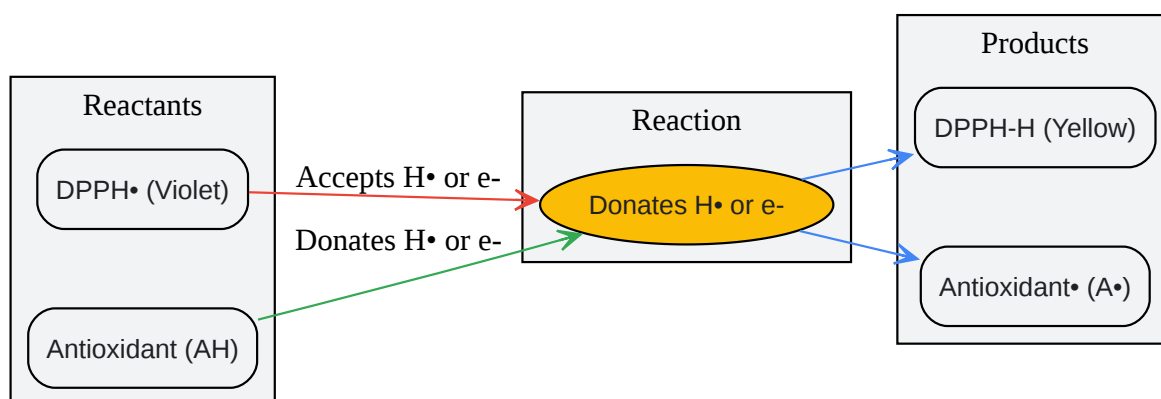 Reactants
DPPH• (Violet)
Antioxidant (AH)
Accepts H• or e-
Donates H• or e-
Reaction
Donates H• or e-
Products
DPPH-H (Yellow)
Antioxidant• (A•)